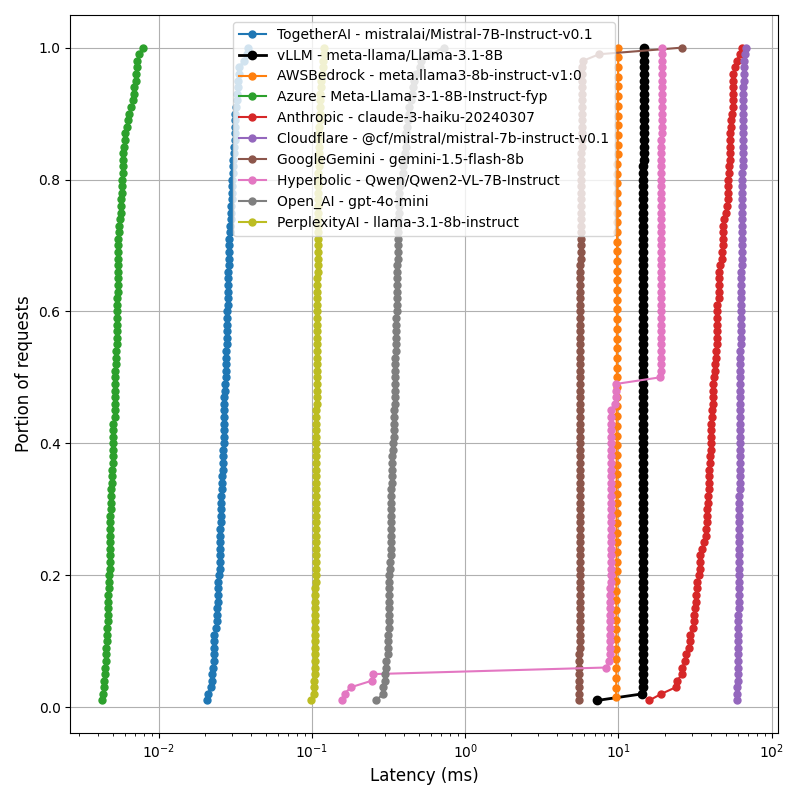 TogetherAI - mistralai/Mistral-7B-Instruct-v0.1
vLLM - meta-llama/Llama-3.1-8B
AWSBedrock - meta.llama3-8b-instruct-v1:0
Azure - Meta-Llama-3-1-8B-Instruct-fyp
Anthropic - claude-3-haiku-20240307
Cloudflare - @cf/mistral/mistral-7b-instruct-v0.1
GoogleGemini - gemini-1.5-flash-8b
Hyperbolic - Qwen/Qwen2-VL-7B-Instruct
Open_AI - gpt-4o-mini
PerplexityAI - llama-3.1-8b-instruct
1.0
0.8
0.6
0.4
0.2
0.0
Portion of requests
10⁻² 10⁻¹ 10⁰ 10¹ 10²
Latency (ms)